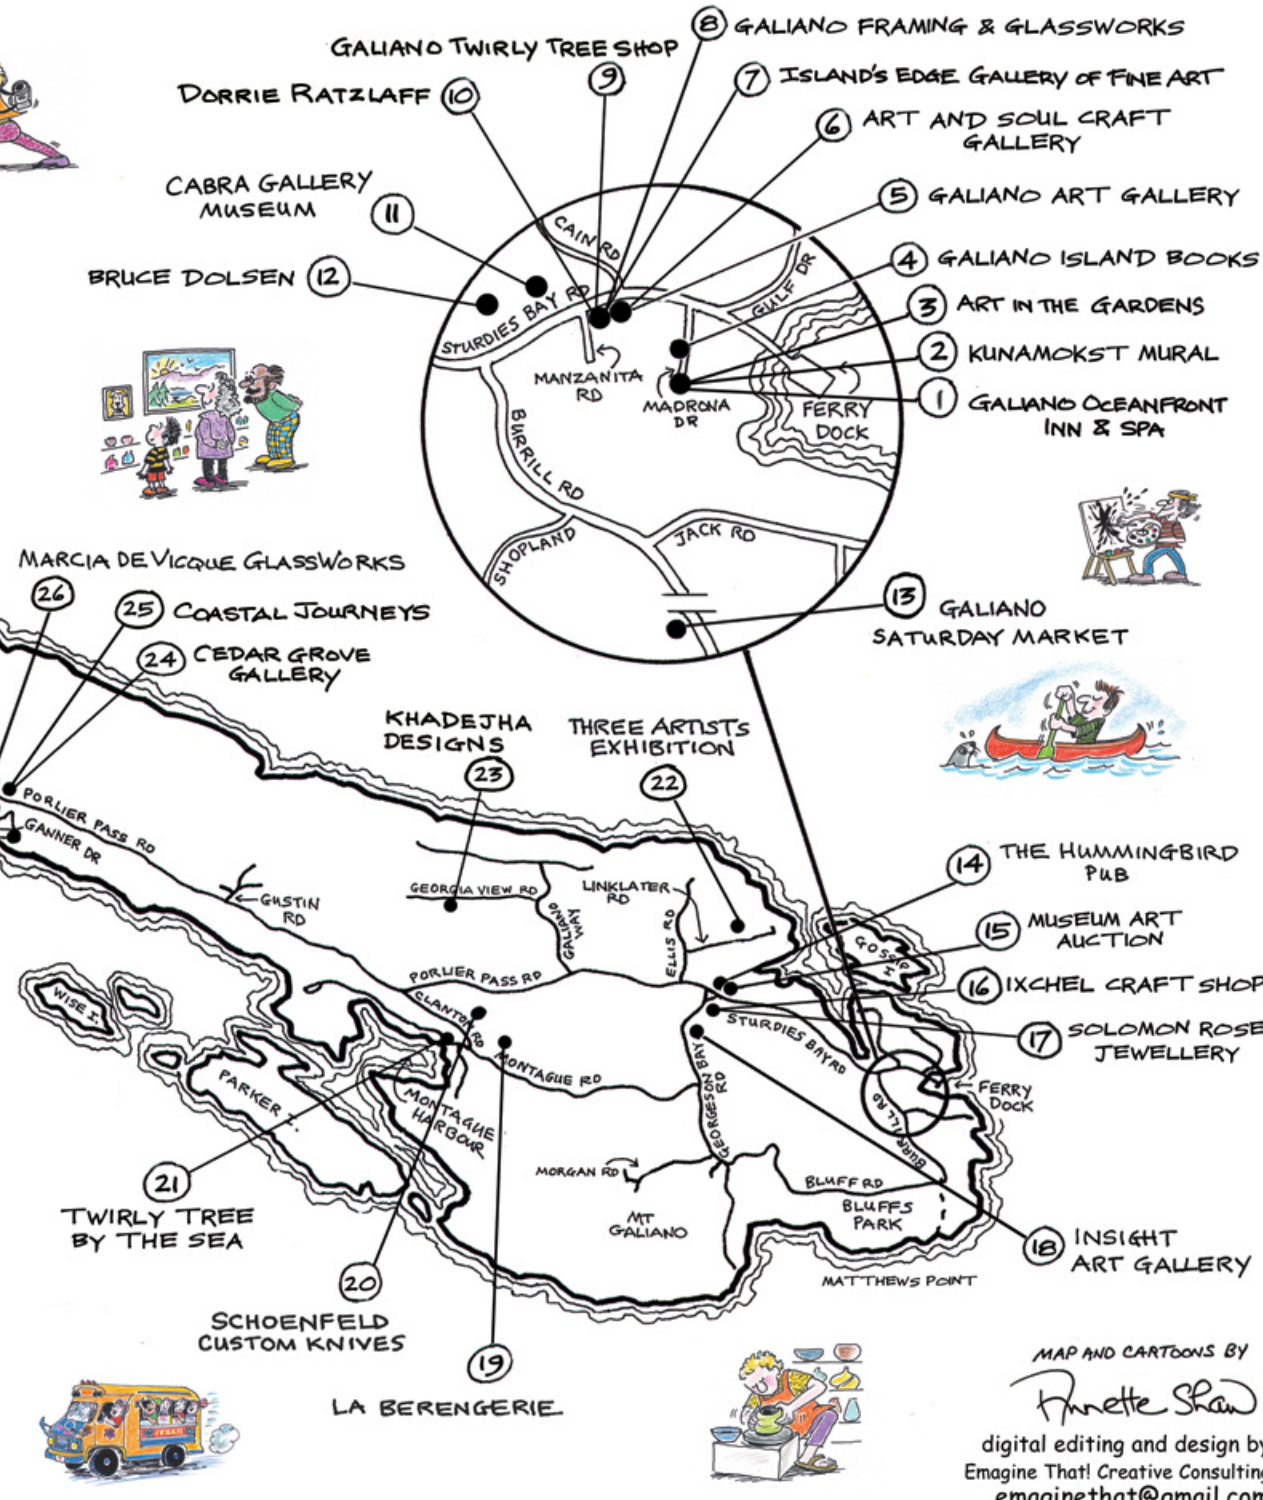 8 GALIANO FRAMING & GLASSWORKS
GALIANO TWIRLY TREE SHOP
9
7 ISLAND'S EDGE GALLERY OF FINE ART
DORRIE RATZLAFF 10
6 ART AND SOUL CRAFT
GALLERY
CABRA GALLERY
MUSEUM
11
5 GALIANO ART GALLERY
CAIN RD
4 GALIANO ISLAND BOOKS
BRUCE DOLSEN 12
GULF DR
3 ART IN THE GARDENS
STURDIES BAY RD
2 KUNAMOKST MURAL
MANZANITA
RD
MADRONA
DR
FERRY
DOCK
1 GALIANO OCEANFRONT
INN & SPA
BURRILL RD
SHOPLAND
JACK RD
13 GALIANO
SATURDAY MARKET
MARCIA DE VICQUE GLASSWORKS
26
25 COASTAL JOURNEYS
24 CEDAR GROVE
GALLERY
KHADEJHA
DESIGNS
23
THREE ARTISTS
EXHIBITION
22
PORLIER PASS RD
GANNER DR
GUSTIN
RD
GEORGIA VIEW RD
GALIANO
WAY
LINKLATER
RD
ELLIS RD
14 THE HUMMINGBIRD
PUB
15 MUSEUM ART
AUCTION
GOSSIP
I
16 IXCHEL CRAFT SHOP
17 SOLOMON ROSE
JEWELLERY
PORLIER PASS RD
CLANTON
RD
WISE I.
PARKER I.
MONTAGUE
HARBOUR
MONTAGUE RD
STURDIES BAY RD
GEORGESON BAY
RD
FERRY
DOCK
BURRILL RD
BURRILL
MORGAN RD
BLUFF RD
BLUFFS
PARK
MT
GALIANO
MATTHEWS POINT
21
TWIRLY TREE
BY THE SEA
20
SCHOENFELD
CUSTOM KNIVES
19
LA BERENGERIE
18 INSIGHT
ART GALLERY
MAP AND CARTOONS BY
Annette Shaw
digital editing and design by
Emagine That! Creative Consulting
emaginethat@gmail.com